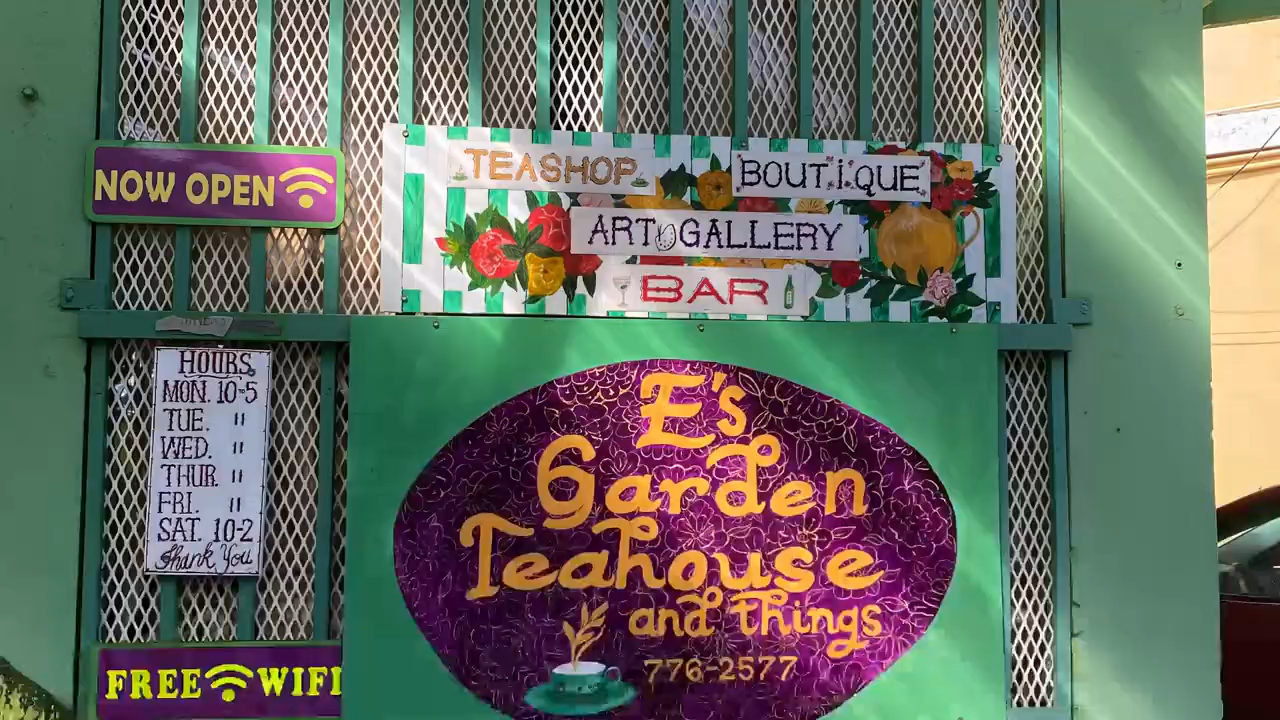 NOW OPEN
TEASHOP
BOUTIQUE
ART GALLERY
BAR
HOURS
MON. 10-5
TUE. "
WED. "
THUR. "
FRI. "
SAT. 10-2
Thank You
FREE WIFI
E's
Garden
Teahouse
and things
776-2577